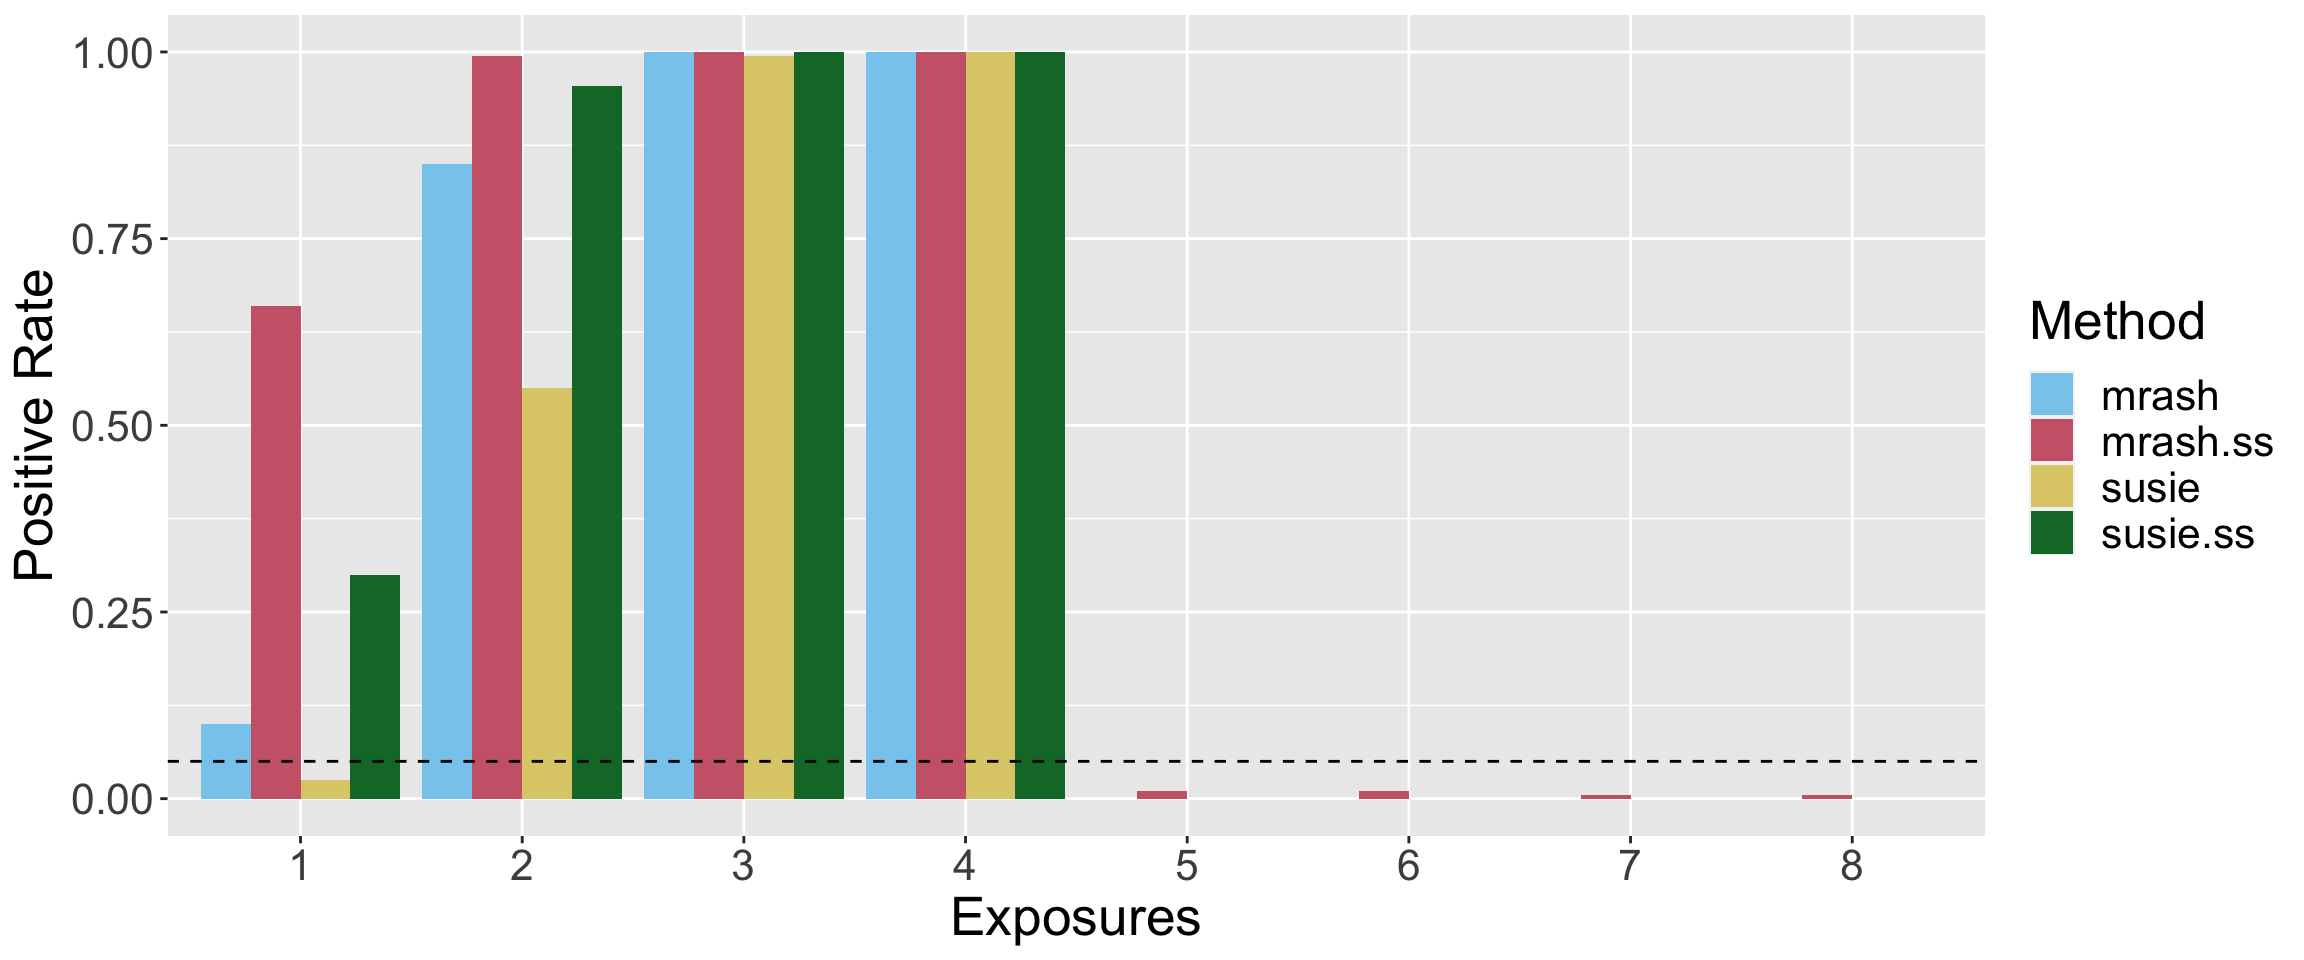 Positive Rate
1.00
0.75
0.50
0.25
0.00
1 2 3 4 5 6 7 8
Exposures
Method
mrash
mrash.ss
susie
susie.ss